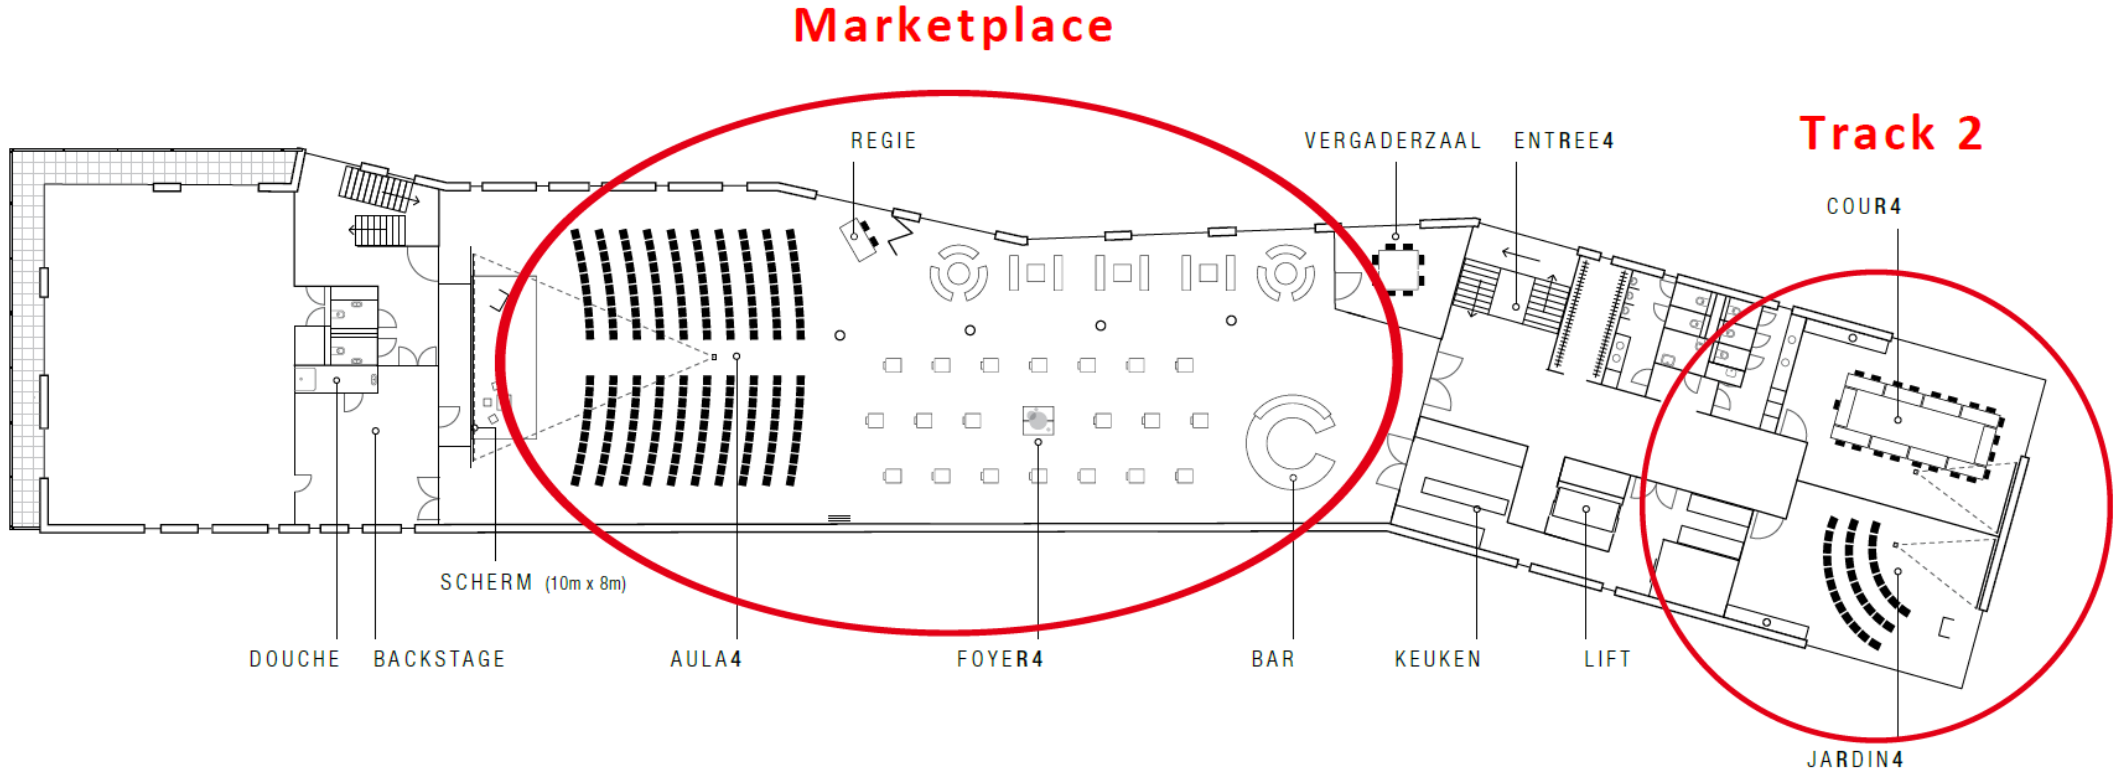 Marketplace
Track 2
REGIE
VERGADERZAAL
ENTREE4
COUR4
SCHERM (10m x 8m)
DOUCHE
BACKSTAGE
AULA4
FOYER4
BAR
KEUKEN
LIFT
JARDIN4